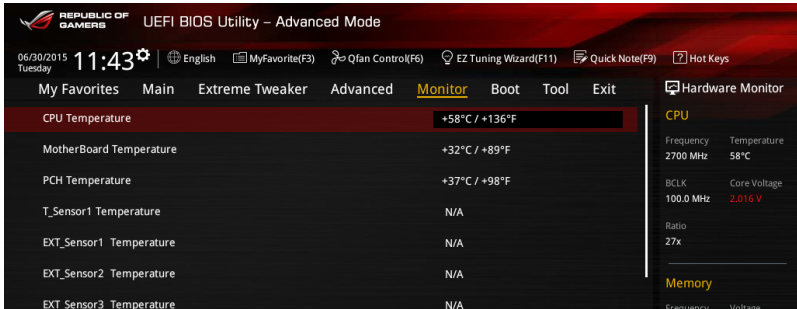 REPUBLIC OF
GAMERS
UEFI BIOS Utility – Advanced Mode
06/30/2015
Tuesday
11:43
English
MyFavorite(F3)
Qfan Control(F6)
EZ Tuning Wizard(F11)
Quick Note(F9)
? Hot Keys
My Favorites Main Extreme Tweaker Advanced Monitor Boot Tool Exit
CPU Temperature +58°C / +136°F
MotherBoard Temperature +32°C / +89°F
PCH Temperature +37°C / +98°F
T_Sensor1 Temperature N/A
EXT_Sensor1 Temperature N/A
EXT_Sensor2 Temperature N/A
EXT_Sensor3 Temperature N/A
Hardware Monitor
CPU
Frequency Temperature
2700 MHz 58°C
BCLK Core Voltage
100.0 MHz 2.016 V
Ratio
27x
Memory
Frequency Voltage